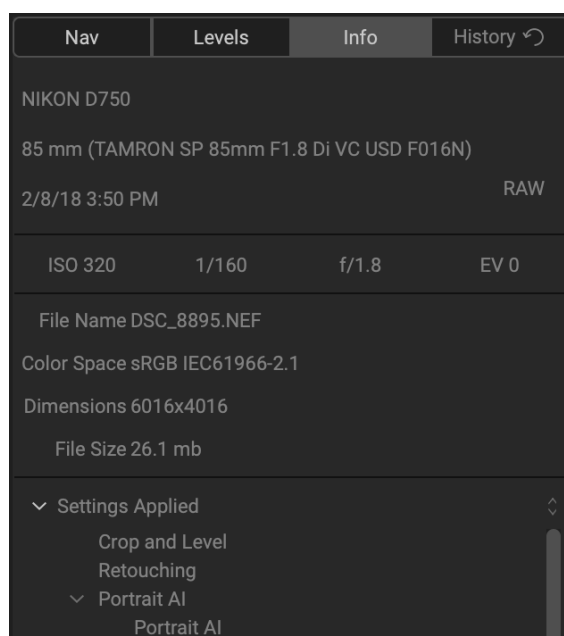 Nav Levels Info History
NIKON D750
85 mm (TAMRON SP 85mm F1.8 Di VC USD F016N)
2/8/18 3:50 PM RAW
ISO 320 1/160 f/1.8 EV 0
File Name DSC_8895.NEF
Color Space sRGB IEC61966-2.1
Dimensions 6016x4016
File Size 26.1 mb
Settings Applied
Crop and Level
Retouching
Portrait AI
Portrait AI